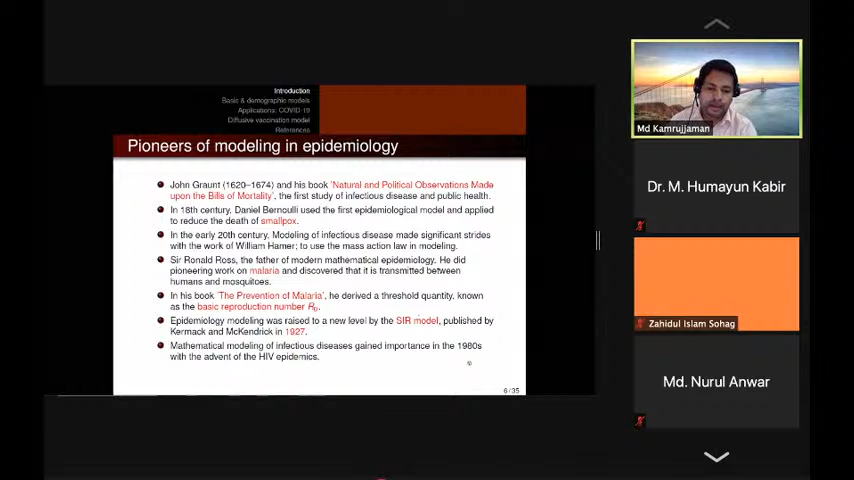 Introduction
Basic & demographic models
Applications: COVID-19
Diffusive vaccination model
References
Pioneers of modeling in epidemiology
John Graunt (1620–1674) and his book 'Natural and Political Observations Made
upon the Bills of Mortality', the first study of infectious disease and public health.
In 18th century, Daniel Bernoulli used the first epidemiological model and applied
to reduce the death of smallpox.
In the early 20th century, Modeling of infectious disease made significant strides
with the work of William Hamer; to use the mass action law in modeling.
Sir Ronald Ross, the father of modern mathematical epidemiology. He did
pioneering work on malaria and discovered that it is transmitted between
humans and mosquitoes.
In his book 'The Prevention of Malaria', he derived a threshold quantity, known
as the basic reproduction number R0.
Epidemiology modeling was raised to a new level by the SIR model, published by
Kermack and McKendrick in 1927.
Mathematical modeling of infectious diseases gained importance in the 1980s
with the advent of the HIV epidemics.
6/35
Md Kamrujjaman
Dr. M. Humayun Kabir
Zahidul Islam Sohag
Md. Nurul Anwar